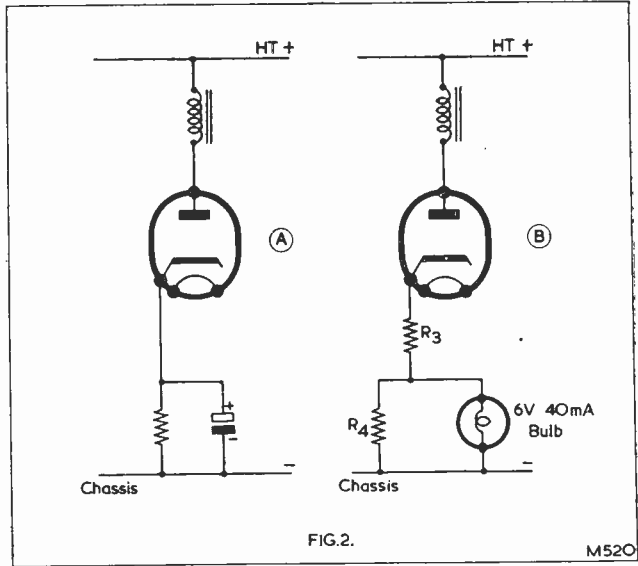 HT +
HT +
A
B
+
-
R3
R4
6V 40mA
Bulb
-
-
Chassis
Chassis
FIG.2.
M520